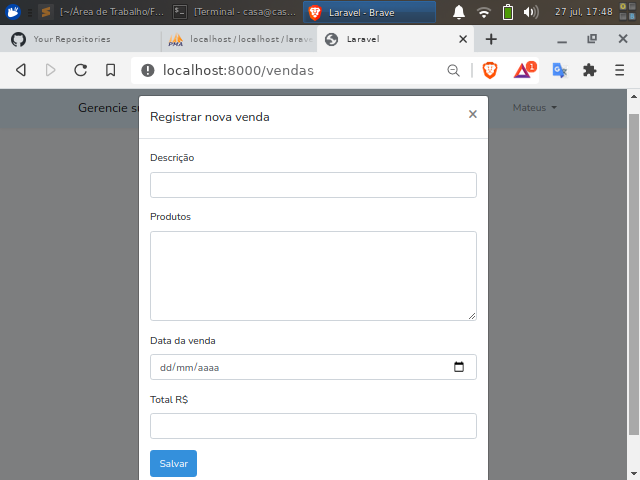 [~/Área de Trabalho/F... [Terminal - casa@cas... Laravel - Brave 27 jul, 17:48
Your Repositories localhost / localhost / larav Laravel
localhost:8000/vendas 1
Gerencie su Mateus
Registrar nova venda ×
Descrição
Produtos
Data da venda
dd/mm/aaaa
Total R$
Salvar